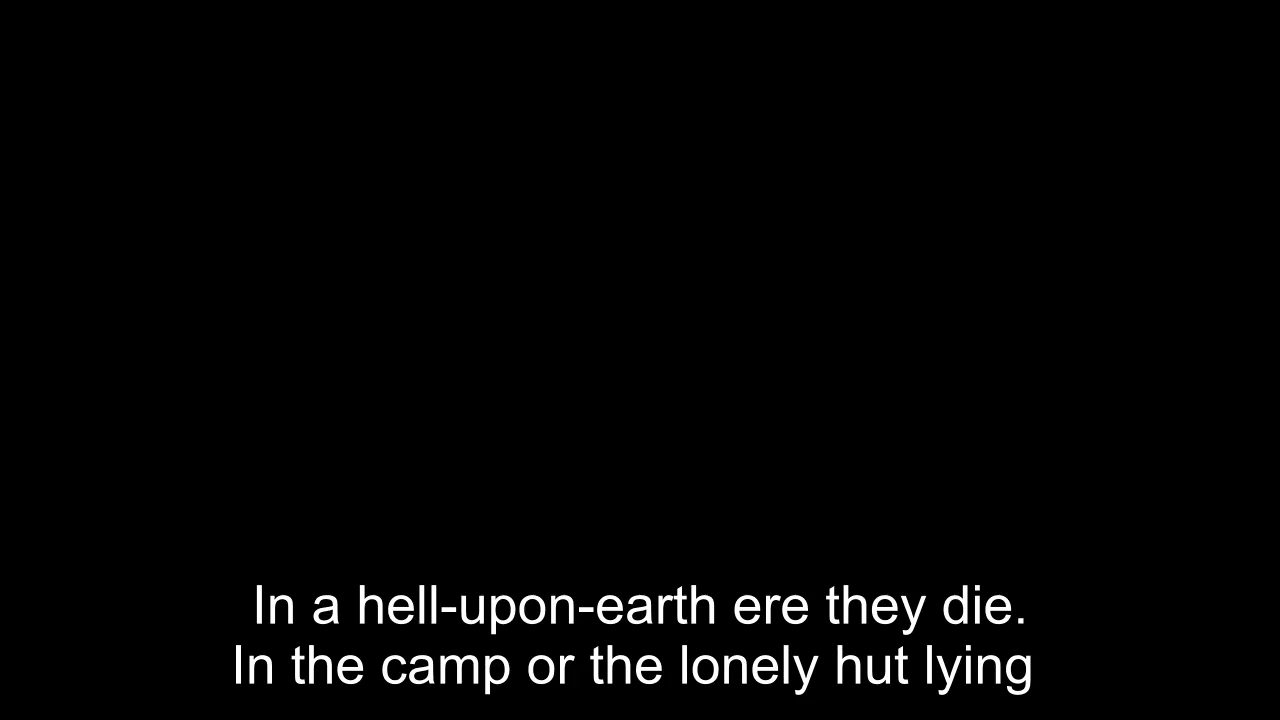 In a hell-upon-earth ere they die.
In the camp or the lonely hut lying